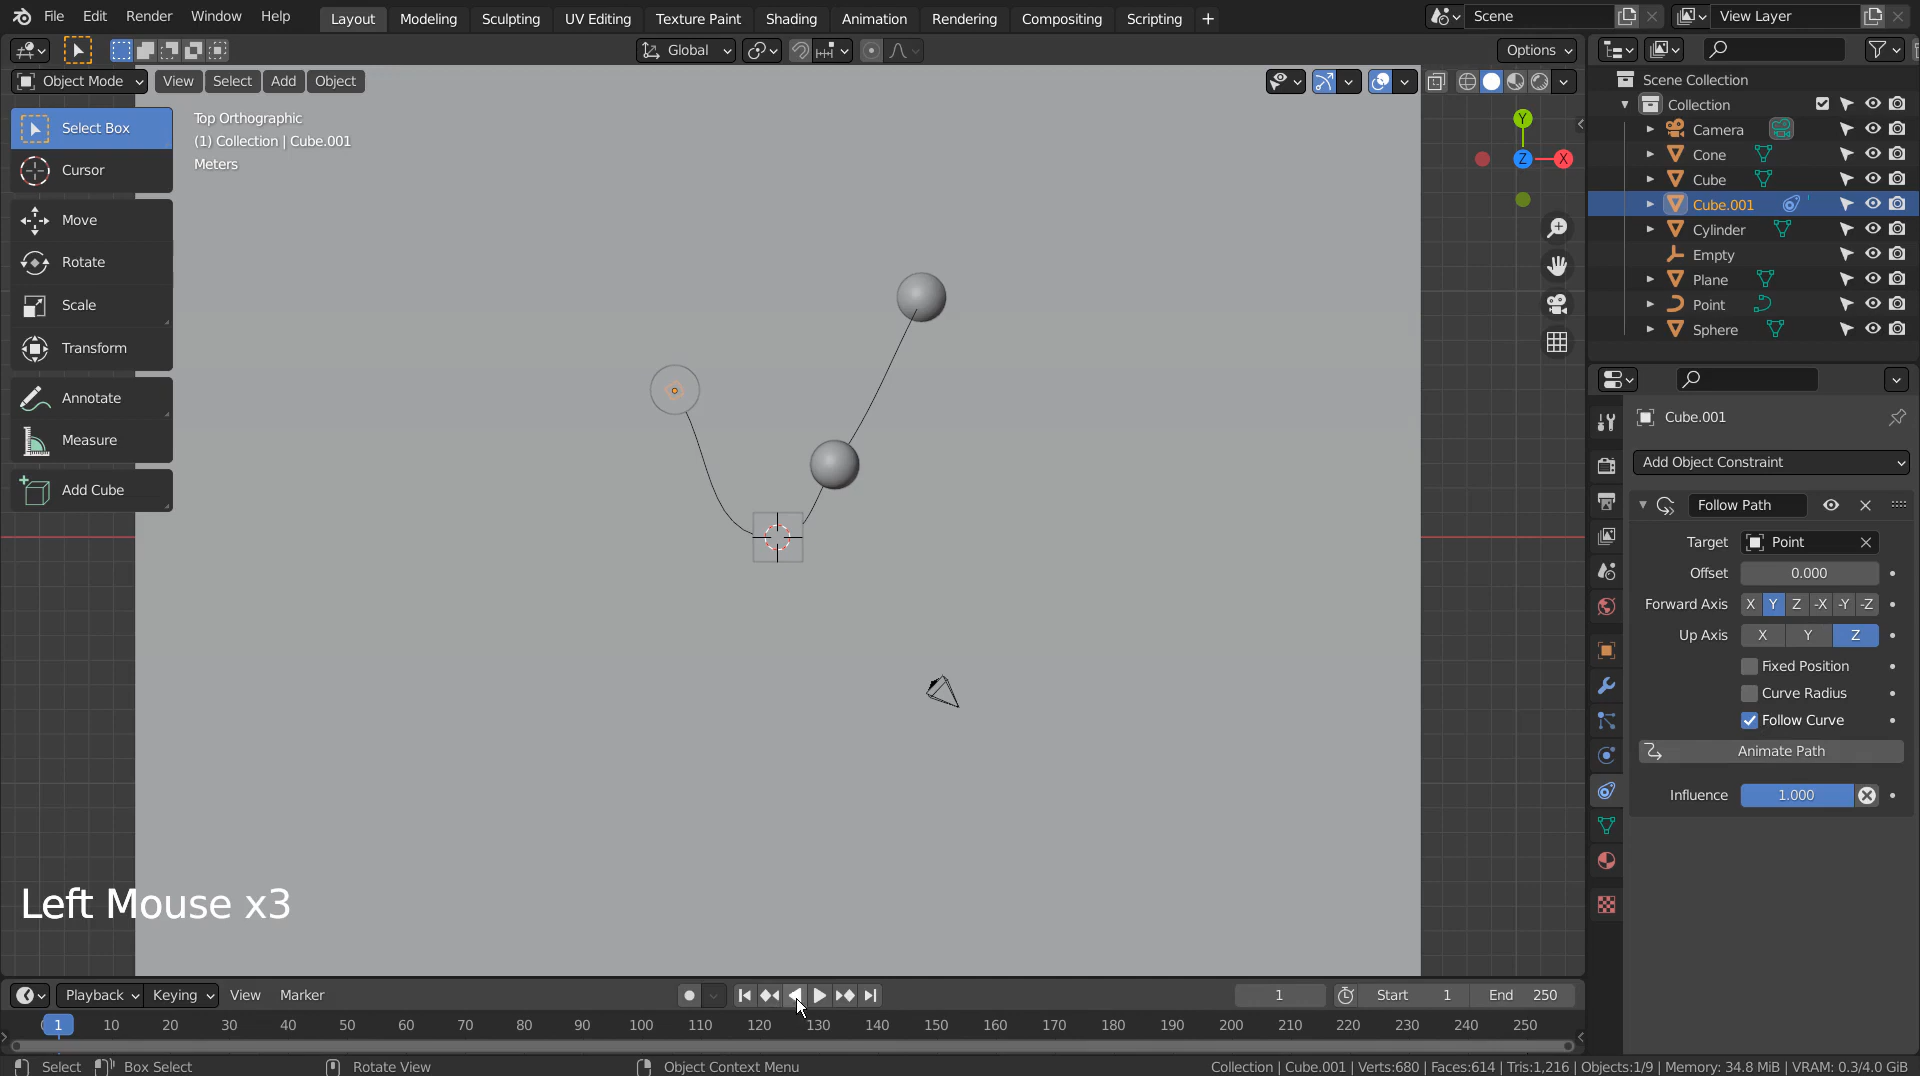 File Edit Render Window Help Layout Modeling Sculpting UV Editing Texture Paint Shading Animation Rendering Compositing Scripting + Scene View Layer
Global Options
Object Mode View Select Add Object
Scene Collection
Collection
Camera
Cone
Cube
Cube.001
Cylinder
Empty
Plane
Point
Sphere
Select Box
Cursor
Move
Rotate
Scale
Transform
Annotate
Measure
Add Cube
Top Orthographic
(1) Collection | Cube.001
Meters
Y
Z X
Cube.001
Add Object Constraint
Follow Path
Target Point
Offset 0.000
Forward Axis X Y Z -X -Y -Z
Up Axis X Y Z
Fixed Position
Curve Radius
Follow Curve
Animate Path
Influence 1.000
Left Mouse x3
Playback Keying View Marker 1 Start 1 End 250
1 10 20 30 40 50 60 70 80 90 100 110 120 130 140 150 160 170 180 190 200 210 220 230 240 250
Select Box Select Rotate View Object Context Menu Collection | Cube.001 | Verts:680 | Faces:614 | Tris:1,216 | Objects:1/9 | Memory: 34.8 MiB | VRAM: 0.3/4.0 GiB